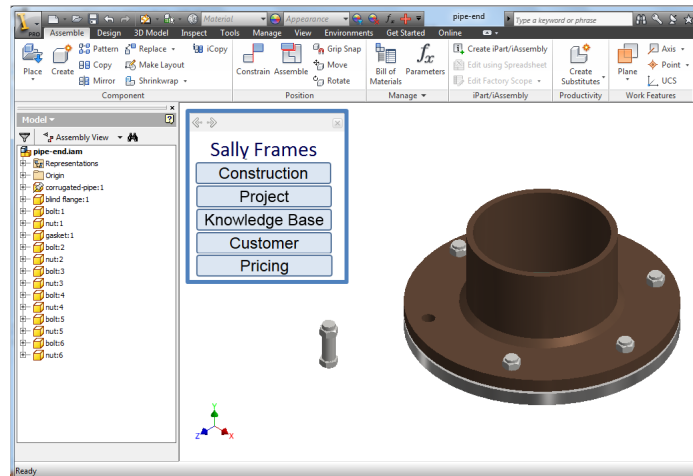 Material
Appearance
pipe-end
Type a keyword or phrase
PRO
Assemble Design 3D Model Inspect Tools Manage View Environments Get Started Online
Place
Create
Pattern
Copy
Mirror
Replace
Make Layout
Shrinkwrap
iCopy
Component
Constrain
Assemble
Grip Snap
Move
Rotate
Position
Bill of
Materials
fx
Parameters
Manage
Create iPart/iAssembly
Edit using Spreadsheet
Edit Factory Scope
iPart/iAssembly
Create
Substitutes
Productivity
Plane
Axis
Point
UCS
Work Features
Model
Assembly View
pipe-end.iam
Representations
Origin
corrugated-pipe:1
blind flange:1
bolt:1
nut:1
gasket:1
bolt:2
nut:2
bolt:3
nut:3
bolt:4
nut:4
bolt:5
nut:5
bolt:6
nut:6
Sally Frames
Construction
Project
Knowledge Base
Customer
Pricing
Y
Z
X
Ready